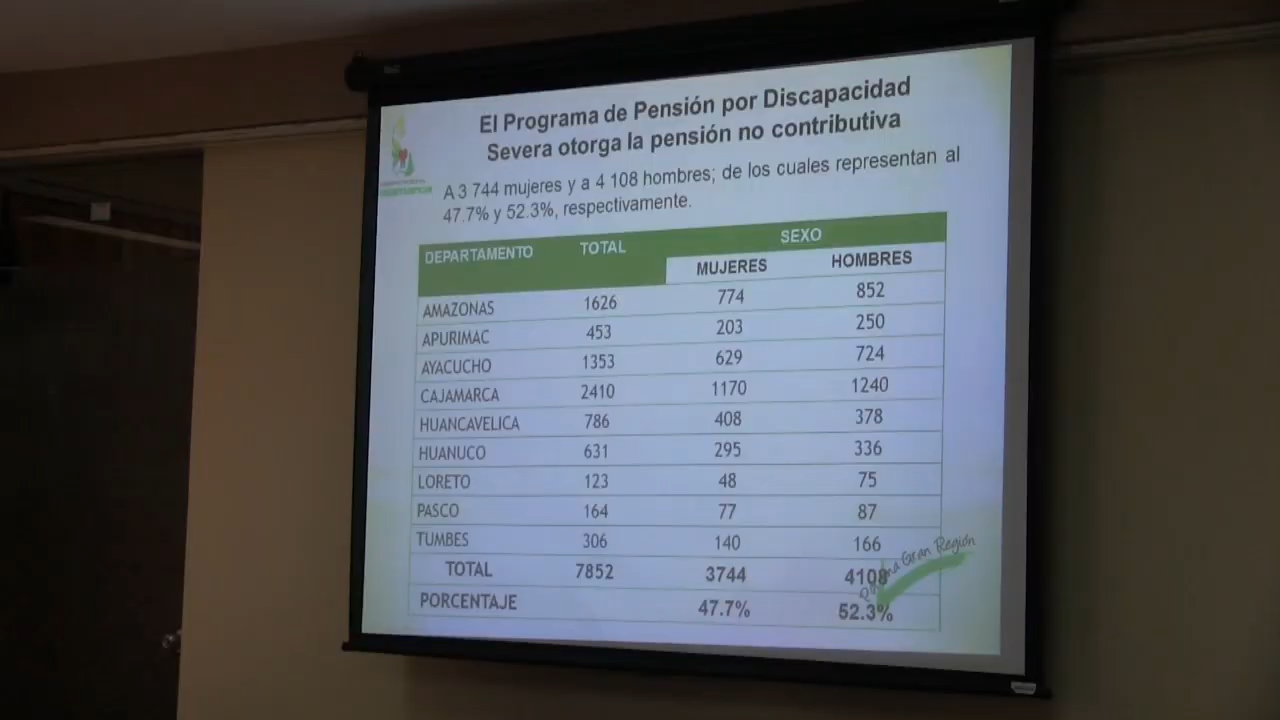 El Programa de Pensión por Discapacidad
Severa otorga la pensión no contributiva
A 3 744 mujeres y a 4 108 hombres; de los cuales representan al
47.7% y 52.3%, respectivamente.
DEPARTAMENTO TOTAL SEXO
MUJERES HOMBRES
AMAZONAS 1626 774 852
APURIMAC 453 203 250
AYACUCHO 1353 629 724
CAJAMARCA 2410 1170 1240
HUANCAVELICA 786 408 378
HUANUCO 631 295 336
LORETO 123 48 75
PASCO 164 77 87
TUMBES 306 140 166
TOTAL 7852 3744 4108
PORCENTAJE 47.7% 52.3%
Gran Región